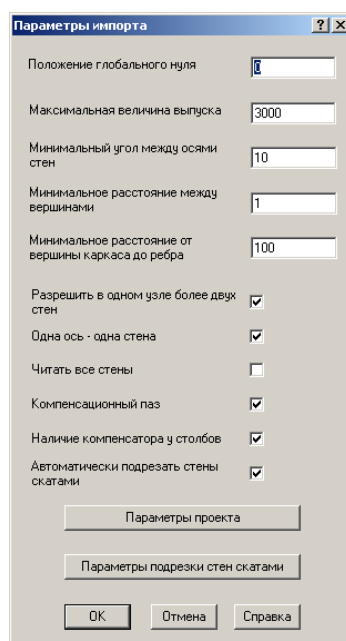 Параметры импорта
Положение глобального нуля
0
Максимальная величина выпуска
3000
Минимальный угол между осями
стен
10
Минимальное расстояние между
вершинами
1
Минимальное расстояние от
вершины каркаса до ребра
100
Разрешить в одном узле более двух
стен
Одна ось - одна стена
Читать все стены
Компенсационный паз
Наличие компенсатора у столбов
Автоматически подрезать стены
скатами
Параметры проекта
Параметры подрезки стен скатами
OK Отмена Справка